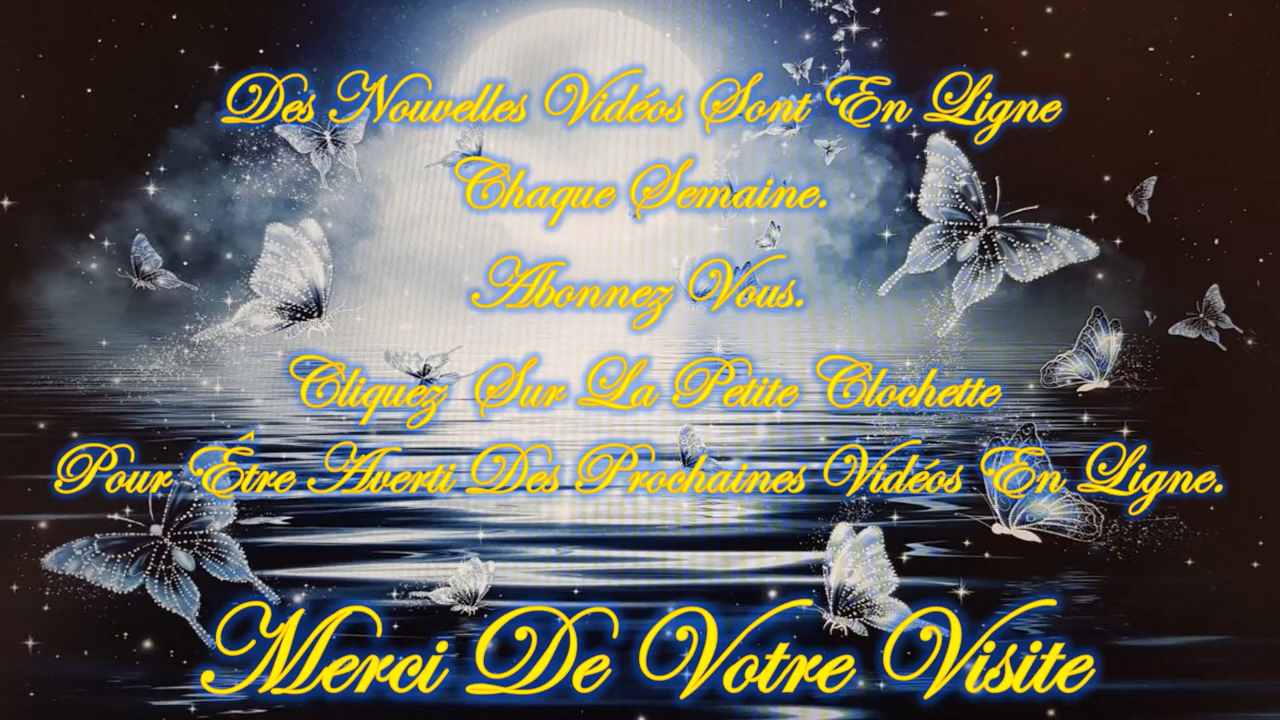 Des Nouvelles Vidéos Sont En Ligne
Chaque Semaine.
Abonnez Vous.
Cliquez Sur La Petite Clochette
Pour Être Averti Des Prochaines Vidéos En Ligne.
Merci De Votre Visite